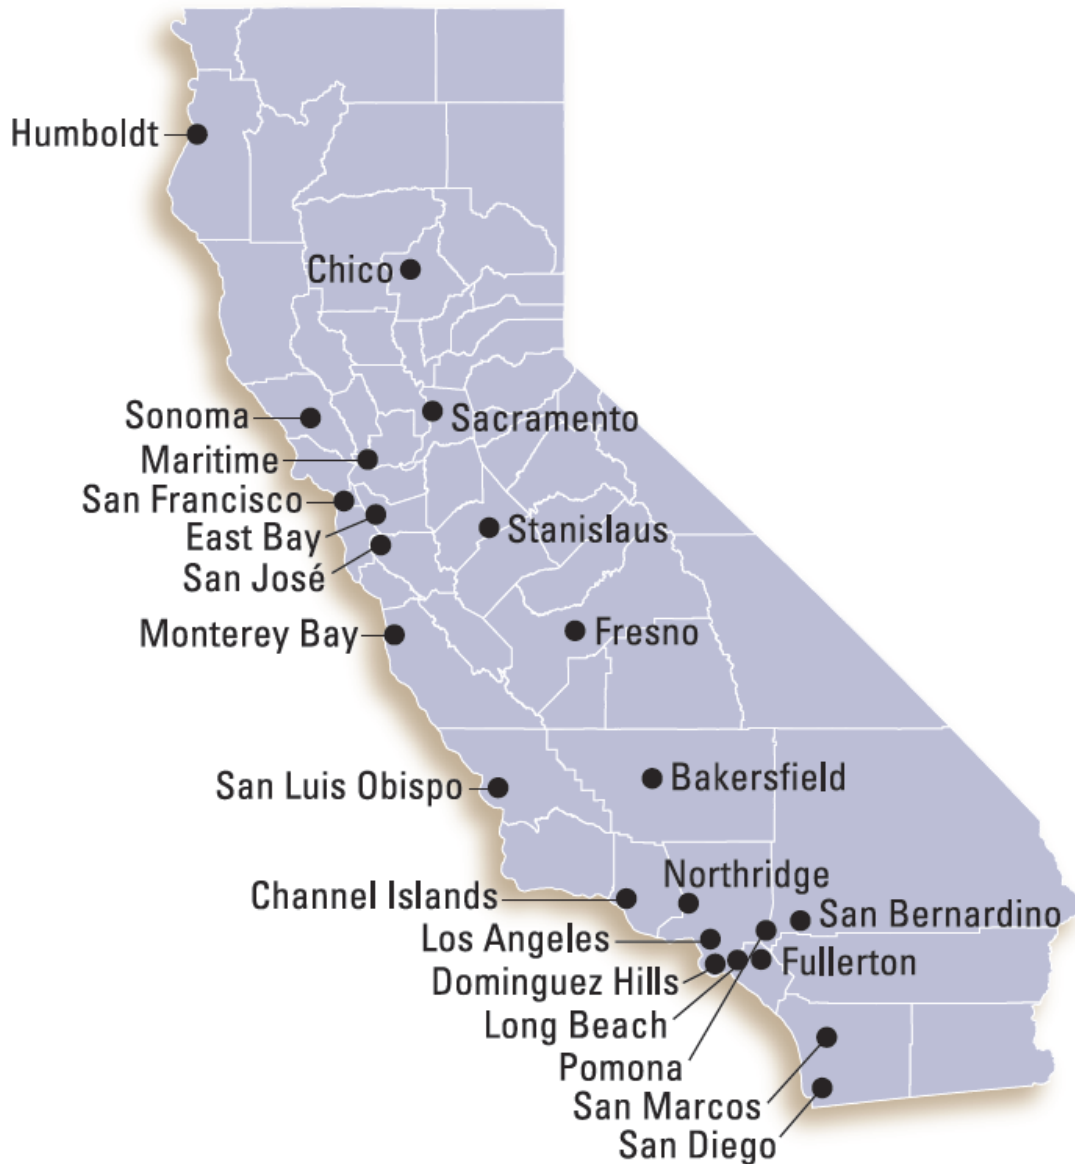 Humboldt
Chico
Sonoma
Sacramento
Maritime
San Francisco
East Bay
Stanislaus
San José
Monterey Bay
Fresno
San Luis Obispo
Bakersfield
Northridge
Channel Islands
San Bernardino
Los Angeles
Fullerton
Dominguez Hills
Long Beach
Pomona
San Marcos
San Diego